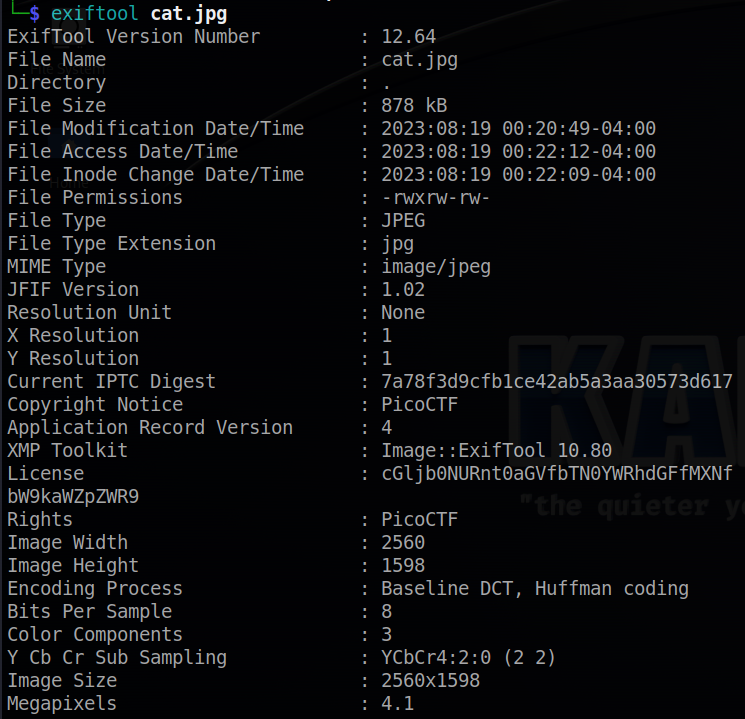 └─$ exiftool cat.jpg
ExifTool Version Number : 12.64
File Name : cat.jpg
Directory : .
File Size : 878 kB
File Modification Date/Time : 2023:08:19 00:20:49-04:00
File Access Date/Time : 2023:08:19 00:22:12-04:00
File Inode Change Date/Time : 2023:08:19 00:22:09-04:00
File Permissions : -rwxrw-rw-
File Type : JPEG
File Type Extension : jpg
MIME Type : image/jpeg
JFIF Version : 1.02
Resolution Unit : None
X Resolution : 1
Y Resolution : 1
Current IPTC Digest : 7a78f3d9cfb1ce42ab5a3aa30573d617
Copyright Notice : PicoCTF
Application Record Version : 4
XMP Toolkit : Image::ExifTool 10.80
License : cGljb0NURnt0aGVfbTN0YWRhdGFfMXNf
bW9kaWZpZWR9
Rights : PicoCTF
Image Width : 2560
Image Height : 1598
Encoding Process : Baseline DCT, Huffman coding
Bits Per Sample : 8
Color Components : 3
Y Cb Cr Sub Sampling : YCbCr4:2:0 (2 2)
Image Size : 2560x1598
Megapixels : 4.1
KA
"the quieter y